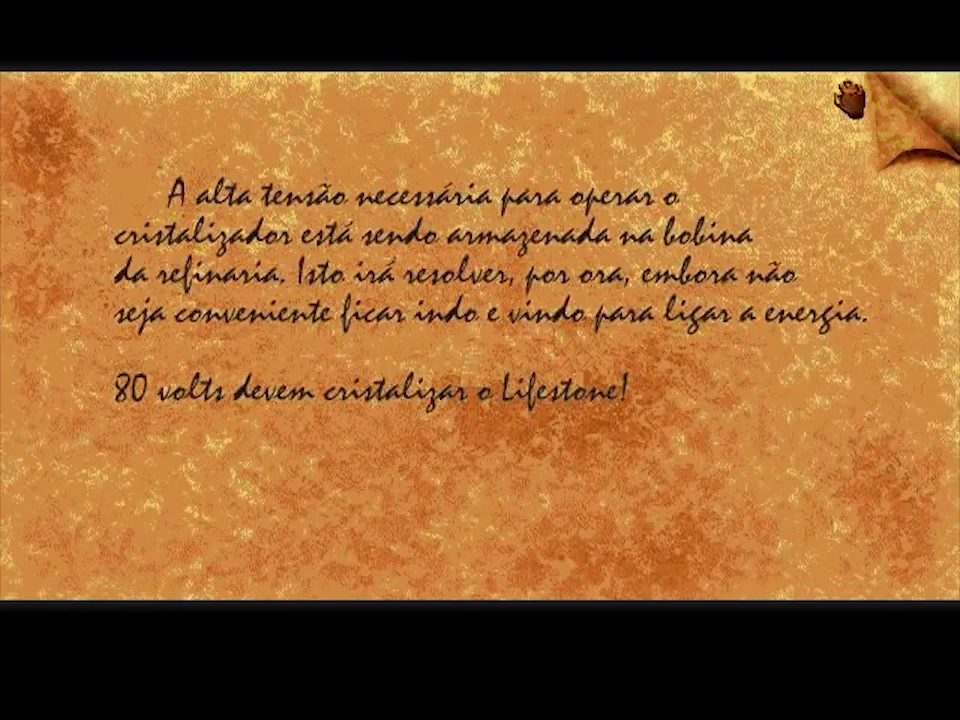 A alta tensão necessária para operar o
cristalizador está sendo armazenada na bobina
da refinaria. Isto irá resolver, por ora, embora não
seja conveniente ficar indo e vindo para ligar a energia.
80 volts devem cristalizar o Lifestone!